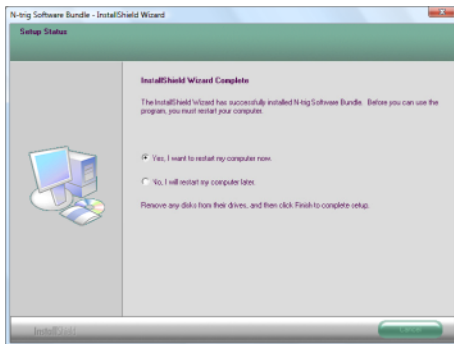 N-trig Software Bundle - InstallShield Wizard
Setup Status
InstallShield Wizard Complete
The InstallShield Wizard has successfully installed N-trig Software Bundle. Before you can use the
program, you must restart your computer.
Yes, I want to restart my computer now.
No, I will restart my computer later.
Remove any disks from their drives, and then click Finish to complete setup.
InstallShield